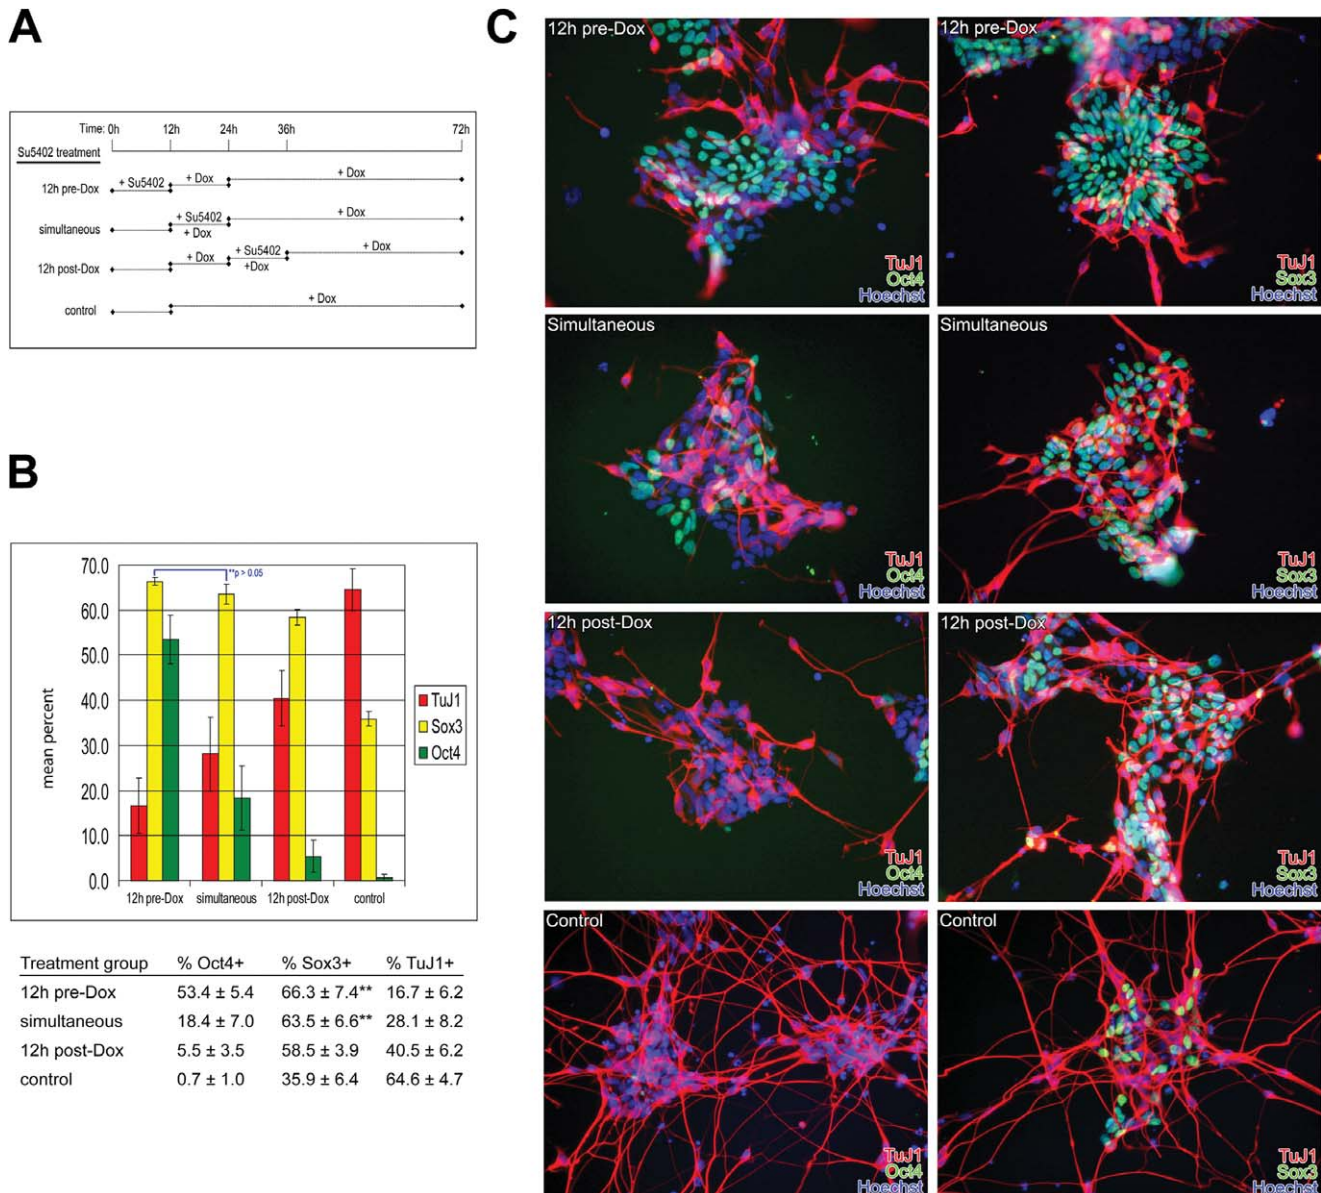 A
Time: 0h 12h 24h 36h 72h
Su5402 treatment
12h pre-Dox + Su5402 + Dox + Dox
simultaneous + Su5402 + Dox + Dox
12h post-Dox + Dox + Su5402 +Dox + Dox
control + Dox
B
70.0
60.0
50.0
40.0
30.0
20.0
10.0
0.0
mean percent
**p > 0.05
TuJ1
Sox3
Oct4
12h pre-Dox simultaneous 12h post-Dox control
Treatment group % Oct4+ % Sox3+ % TuJ1+
12h pre-Dox 53.4 ± 5.4 66.3 ± 7.4** 16.7 ± 6.2
simultaneous 18.4 ± 7.0 63.5 ± 6.6** 28.1 ± 8.2
12h post-Dox 5.5 ± 3.5 58.5 ± 3.9 40.5 ± 6.2
control 0.7 ± 1.0 35.9 ± 6.4 64.6 ± 4.7
C
12h pre-Dox
TuJ1
Oct4
Hoechst
12h pre-Dox
TuJ1
Sox3
Hoechst
Simultaneous
TuJ1
Oct4
Hoechst
Simultaneous
TuJ1
Sox3
Hoechst
12h post-Dox
TuJ1
Oct4
Hoechst
12h post-Dox
TuJ1
Sox3
Hoechst
Control
TuJ1
Oct4
Hoechst
Control
TuJ1
Sox3
Hoechst